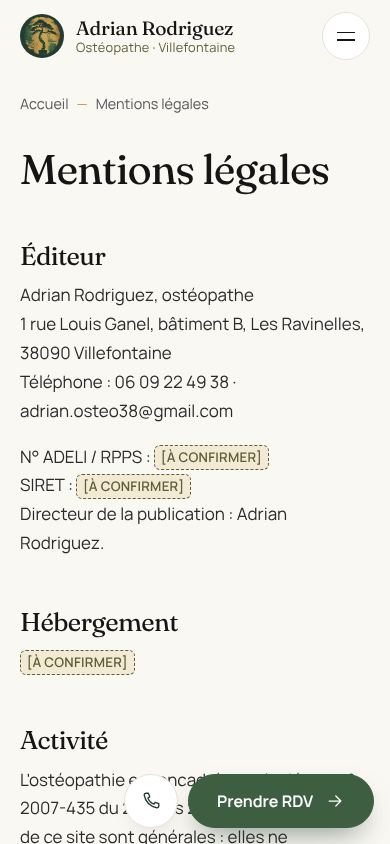 Adrian Rodriguez
Ostéopathe · Villefontaine
Accueil — Mentions légales
Mentions légales
Éditeur
Adrian Rodriguez, ostéopathe
1 rue Louis Ganel, bâtiment B, Les Ravinelles,
38090 Villefontaine
Téléphone : 06 09 22 49 38 ·
adrian.osteo38@gmail.com
N° ADELI / RPPS : [À CONFIRMER]
SIRET : [À CONFIRMER]
Directeur de la publication : Adrian
Rodriguez.
Hébergement
[À CONFIRMER]
Activité
L'ostéopathie
2007-435 du
Prendre RDV
de ce site sont générales : elles ne